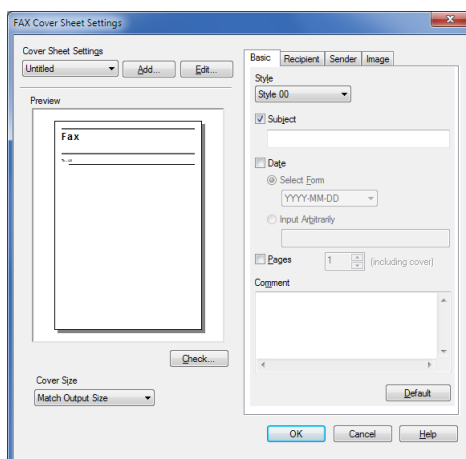 FAX Cover Sheet Settings
Cover Sheet Settings
Untitled
Add...
Edit...
Preview
Fax
Check...
Cover Size
Match Output Size
Basic Recipient Sender Image
Style
Style 00
Subject
Date
Select Form
YYYY-MM-DD
Input Arbitrarily
Pages 1 (including cover)
Comment
Default
OK Cancel Help